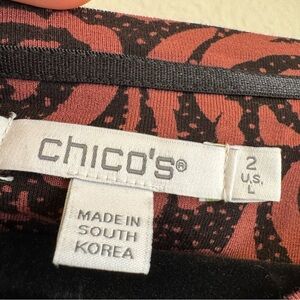 chico's®
2
U.S.
L
MADE IN
SOUTH
KOREA